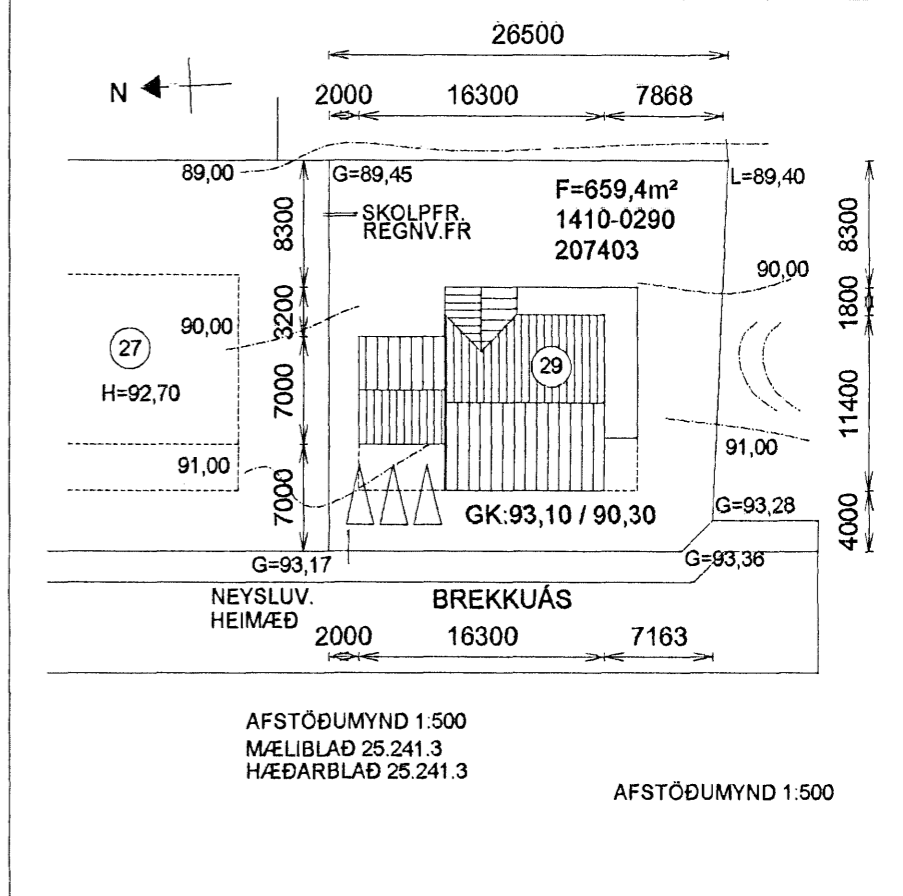 26500
N
2000 16300 7868
89,00
G=89,45
L=89,40
F=659,4m²
1410-0290
207403
SKOLPFR.
REGNV.FR
8300
8300
90,00
1800
3200
90,00
27
29
H=92,70
7000
11400
91,00
91,00
7000
GK:93,10 / 90,30
G=93,28
4000
G=93,17
G=93,36
NEYSLUV.
HEIMÆÐ
BREKKUÁS
2000 16300 7163
AFSTÖÐUMYND 1:500
MÆLIBLAÐ 25.241.3
HÆÐARBLAÐ 25.241.3
AFSTÖÐUMYND 1:500